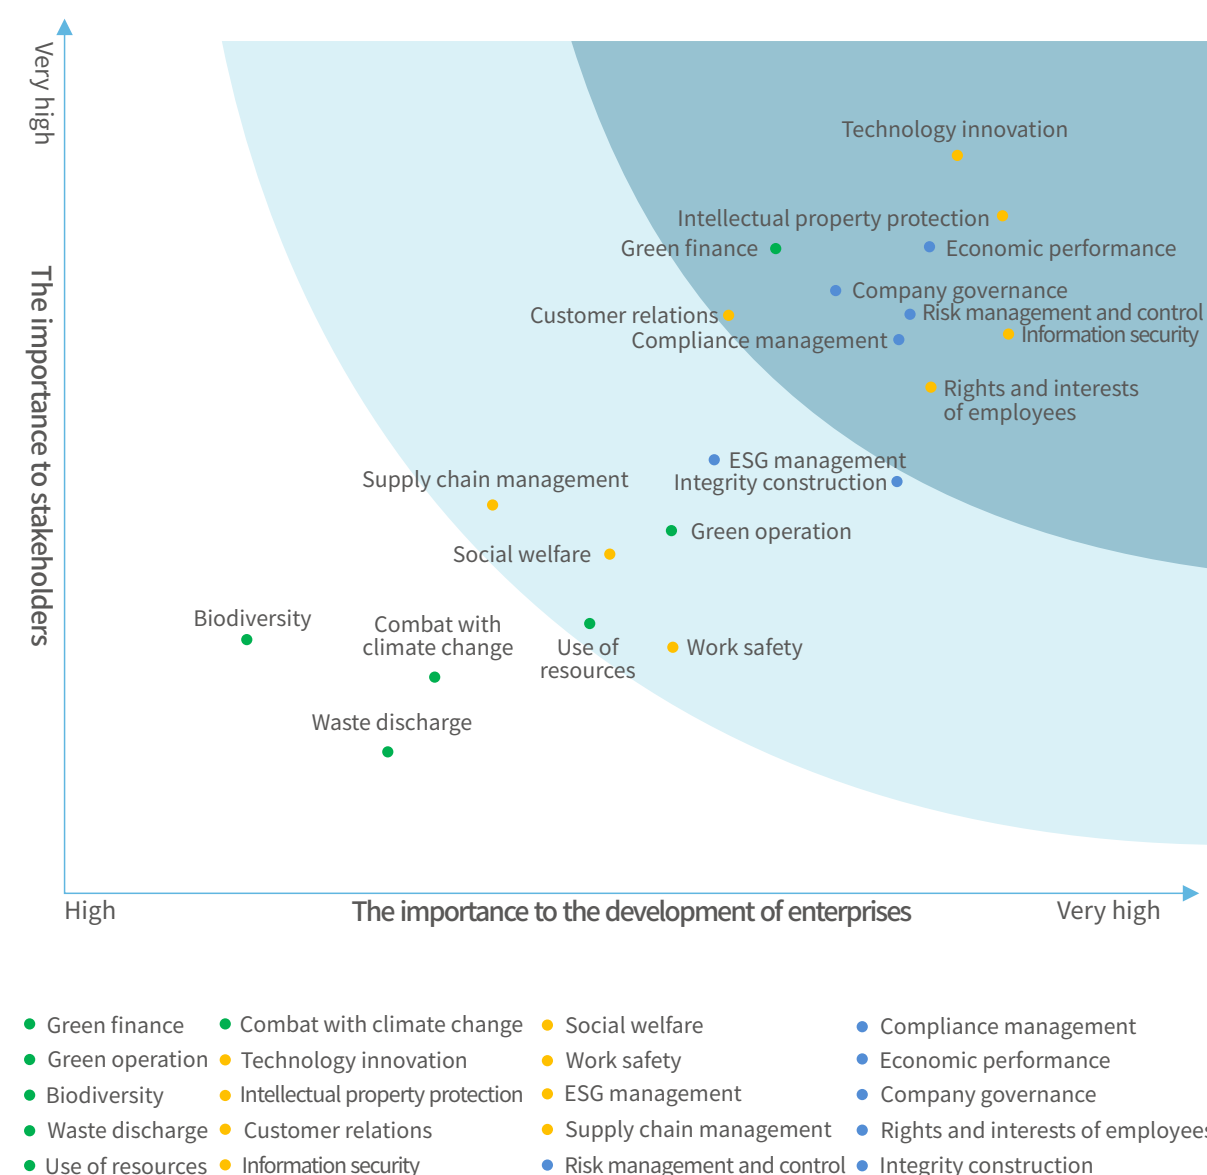 Very high
The importance to stakeholders
Technology innovation
Intellectual property protection
Green finance
Economic performance
Company governance
Risk management and control
Customer relations
Information security
Compliance management
Rights and interests
of employees
ESG management
Supply chain management
Integrity construction
Green operation
Social welfare
Biodiversity
Combat with
climate change
Use of
resources
Work safety
Waste discharge
High
The importance to the development of enterprises
Very high
Green finance
Combat with climate change
Social welfare
Compliance management
Green operation
Technology innovation
Work safety
Economic performance
Biodiversity
Intellectual property protection
ESG management
Company governance
Waste discharge
Customer relations
Supply chain management
Rights and interests of employees
Use of resources
Information security
Risk management and control
Integrity construction